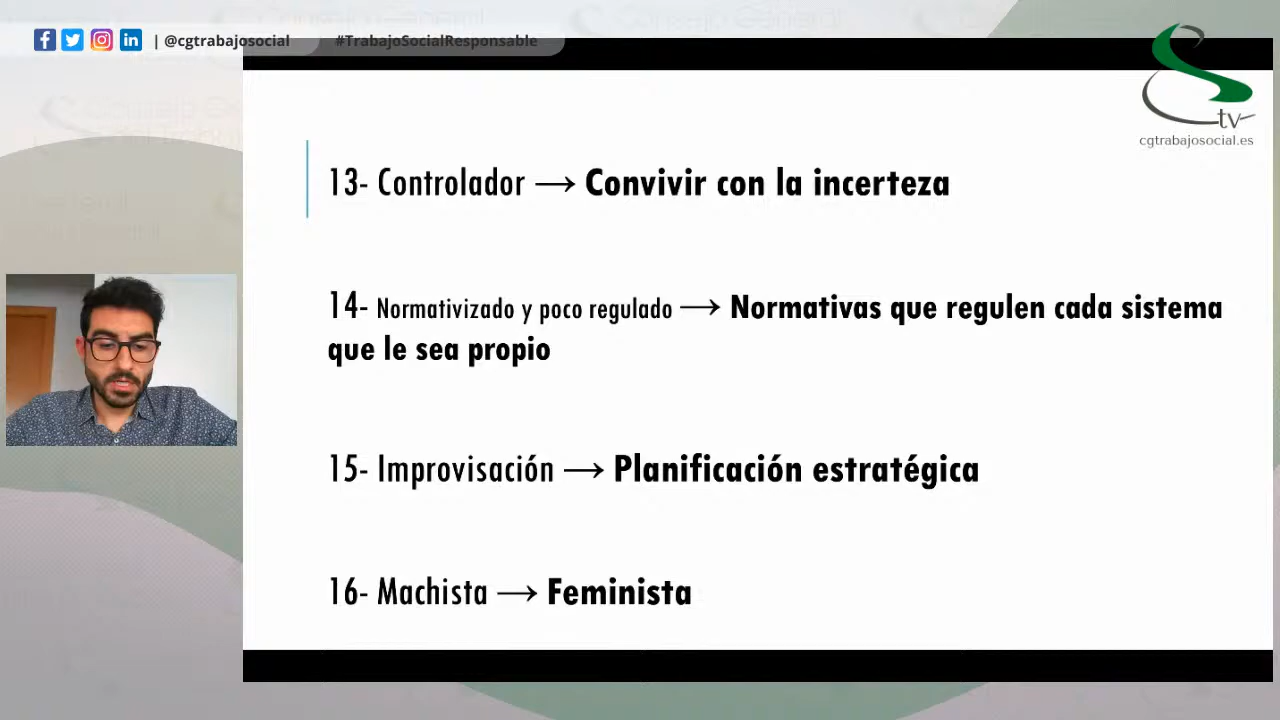 | @cgtrabajosocial #TrabajoSocialResponsable
tv
cgtrabajosocial.es
13- Controlador → Convivir con la incerteza
14- Normativizado y poco regulado → Normativas que regulen cada sistema
que le sea propio
15- Improvisación → Planificación estratégica
16- Machista → Feminista